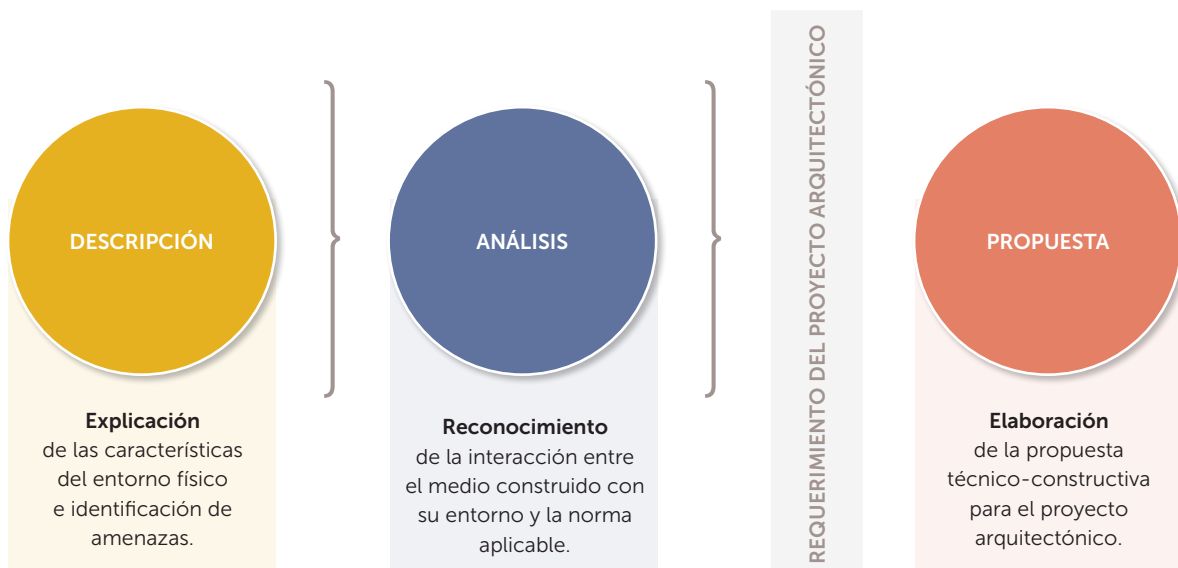 DESCRIPCIÓN
Explicación
de las características
del entorno físico
e identificación de
amenazas.
ANÁLISIS
Reconocimiento
de la interacción entre
el medio construido con
su entorno y la norma
aplicable.
REQUERIMIENTO DEL PROYECTO ARQUITECTÓNICO
PROPUESTA
Elaboración
de la propuesta
técnico-constructiva
para el proyecto
arquitectónico.